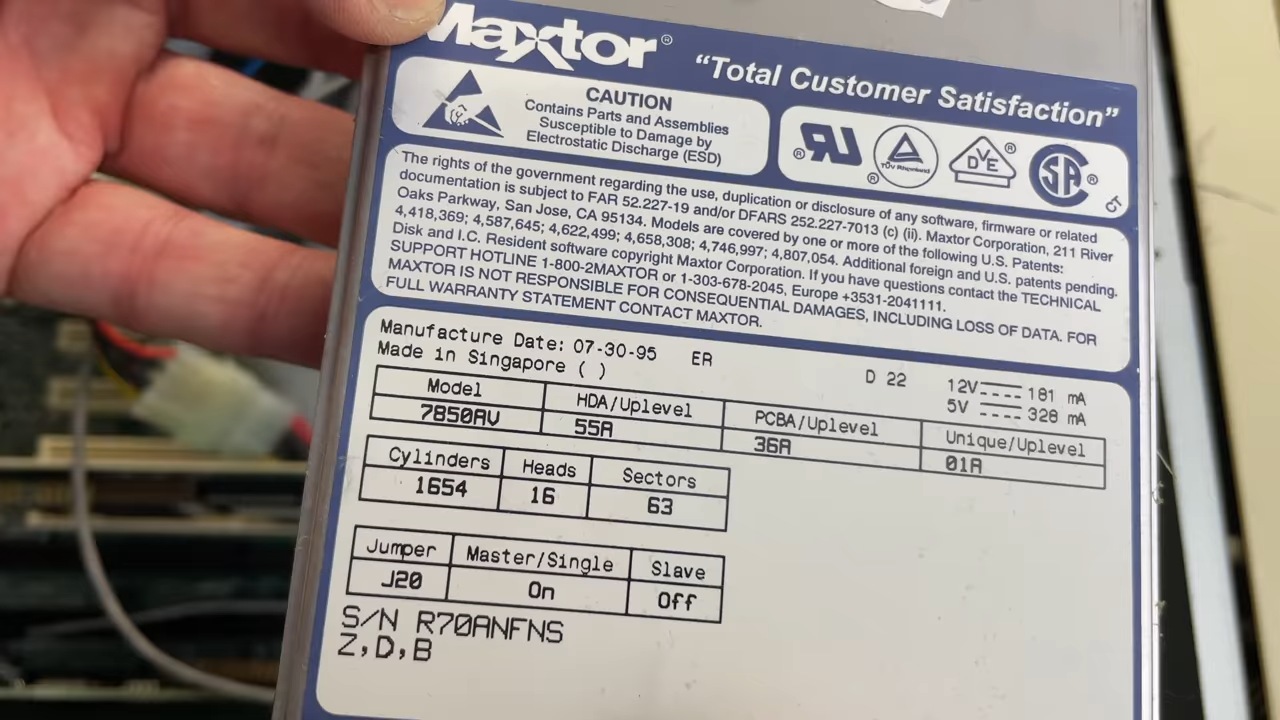 Maxtor®
"Total Customer Satisfaction"
CAUTION
Contains Parts and Assemblies
Susceptible to Damage by
Electrostatic Discharge (ESD)
® RU ® TÜV Rheinland DVE ® SA ®
The rights of the government regarding the use, duplication or disclosure of any software, firmware or related
documentation is subject to FAR 52.227-19 and/or DFARS 252.227-7013 (c) (ii). Maxtor Corporation, 211 River
Oaks Parkway, San Jose, CA 95134. Models are covered by one or more of the following U.S. Patents:
4,418,369; 4,587,645; 4,622,499; 4,658,308; 4,746,997; 4,807,054. Additional foreign and U.S. patents pending.
Disk and I.C. Resident software copyright Maxtor Corporation. If you have questions contact the TECHNICAL
SUPPORT HOTLINE 1-800-2MAXTOR or 1-303-678-2045, Europe +3531-2041111.
MAXTOR IS NOT RESPONSIBLE FOR CONSEQUENTIAL DAMAGES, INCLUDING LOSS OF DATA. FOR
FULL WARRANTY STATEMENT CONTACT MAXTOR.
Manufacture Date: 07-30-95 ER
Made in Singapore ( )
D 22
12V 181 mA
5V 328 mA
Model HDA/Uplevel PCBA/Uplevel Unique/Uplevel
7850AV 55A 36A 01A
Cylinders Heads Sectors
1654 16 63
Jumper Master/Single Slave
J20 On Off
S/N R70ANFNS
Z,D,B